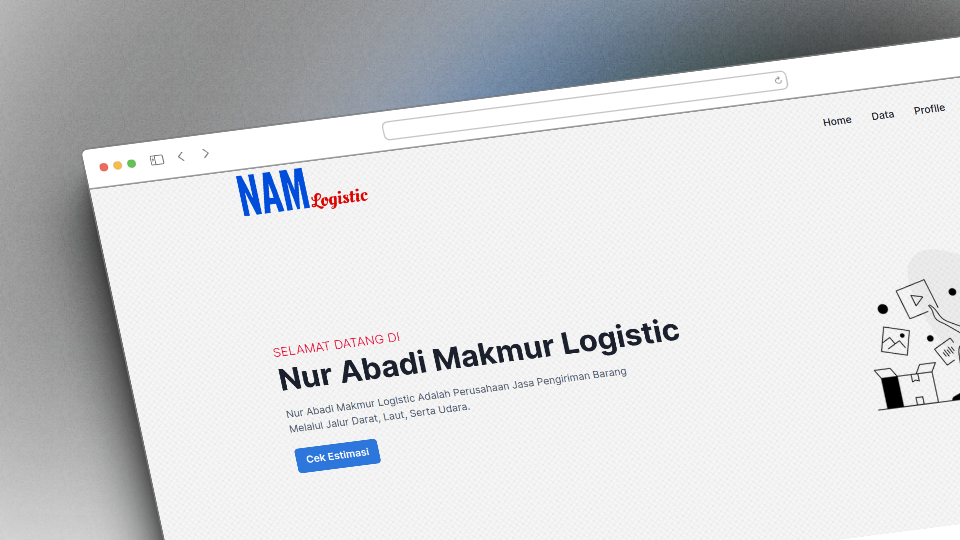 Home Data Profile
NAM Logistic
SELAMAT DATANG DI
Nur Abadi Makmur Logistic
Nur Abadi Makmur Logistic Adalah Perusahaan Jasa Pengiriman Barang
Melalui Jalur Darat, Laut, Serta Udara.
Cek Estimasi